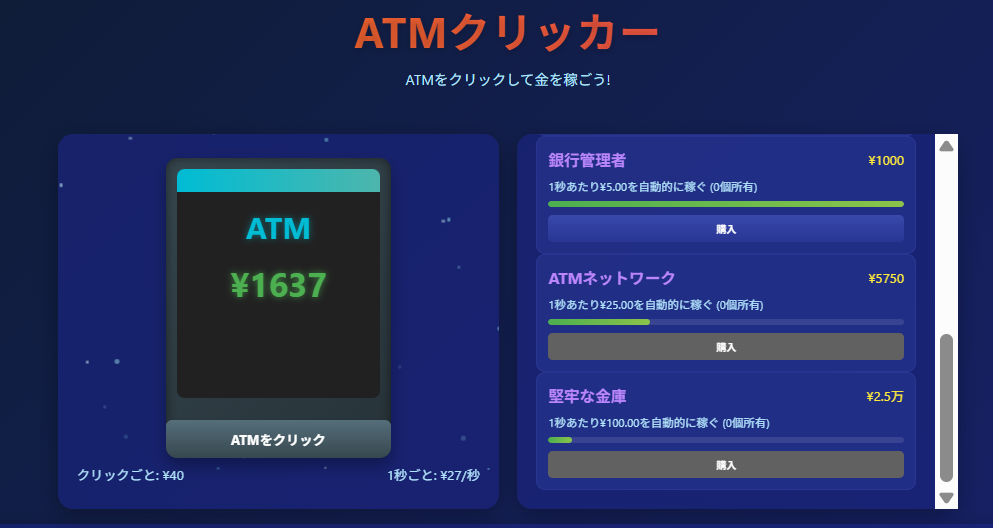 ATMクリッカー
ATMをクリックして金を稼ごう!
ATM
¥1637
ATMをクリック
クリックごと: ¥40
1秒ごと: ¥27/秒
銀行管理者
¥1000
1秒あたり¥5.00を自動的に稼ぐ (0個所有)
購入
ATMネットワーク
¥5750
1秒あたり¥25.00を自動的に稼ぐ (0個所有)
購入
堅牢な金庫
¥2.5万
1秒あたり¥100.00を自動的に稼ぐ (0個所有)
購入